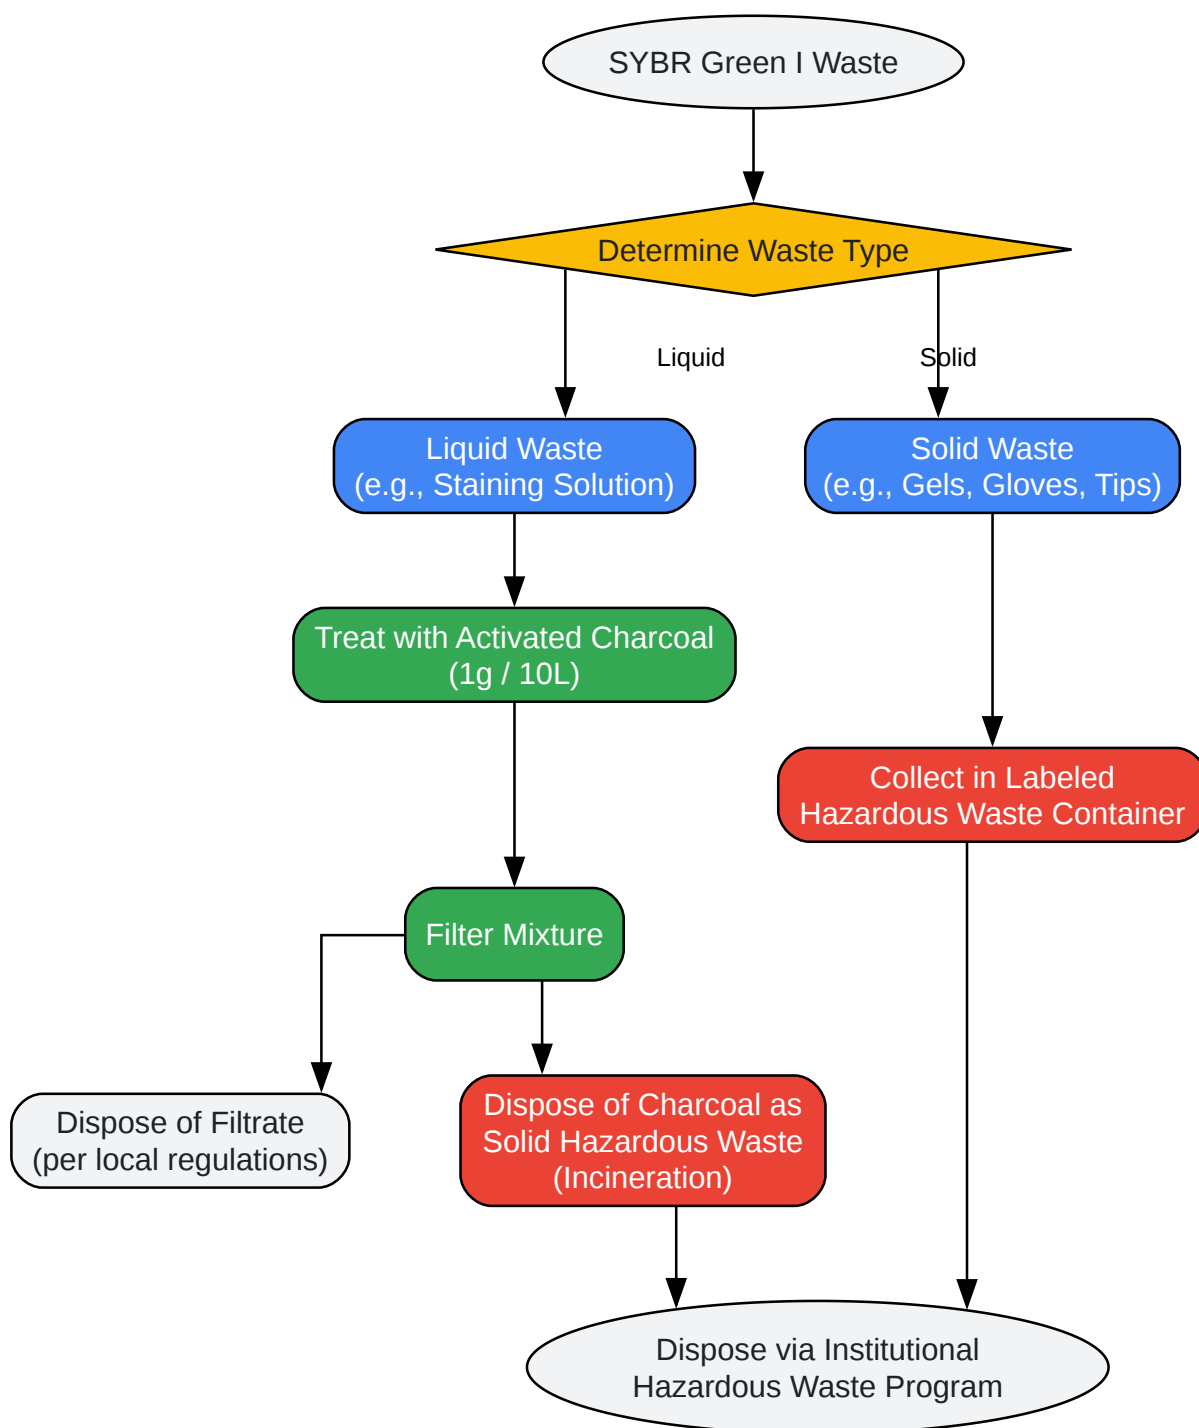 SYBR Green I Waste
Determine Waste Type
Liquid
Solid
Liquid Waste
(e.g., Staining Solution)
Solid Waste
(e.g., Gels, Gloves, Tips)
Treat with Activated Charcoal
(1g / 10L)
Collect in Labeled
Hazardous Waste Container
Filter Mixture
Dispose of Filtrate
(per local regulations)
Dispose of Charcoal as
Solid Hazardous Waste
(Incineration)
Dispose via Institutional
Hazardous Waste Program